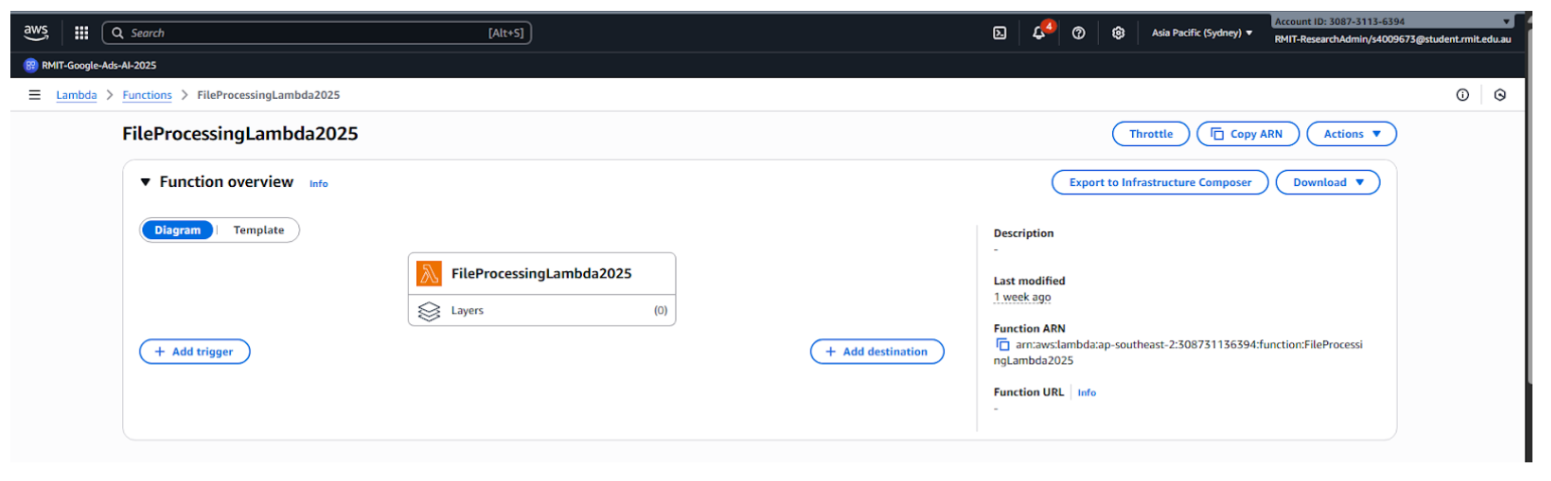 aws
Search [Alt+S]
4
Asia Pacific (Sydney) ▼
Account ID: 3087-3113-6394 ▼
RMIT-ResearchAdmin/s4009673@student.rmit.edu.au
RMIT-Google-Ads-AI-2025
Lambda > Functions > FileProcessingLambda2025
FileProcessingLambda2025
Throttle
Copy ARN
Actions ▼
▼ Function overview Info
Export to Infrastructure Composer
Download ▼
Diagram
Template
FileProcessingLambda2025
Layers (0)
+ Add trigger
+ Add destination
Description
-
Last modified
1 week ago
Function ARN
arn:aws:lambda:ap-southeast-2:308731136394:function:FileProcessi
ngLambda2025
Function URL Info
-